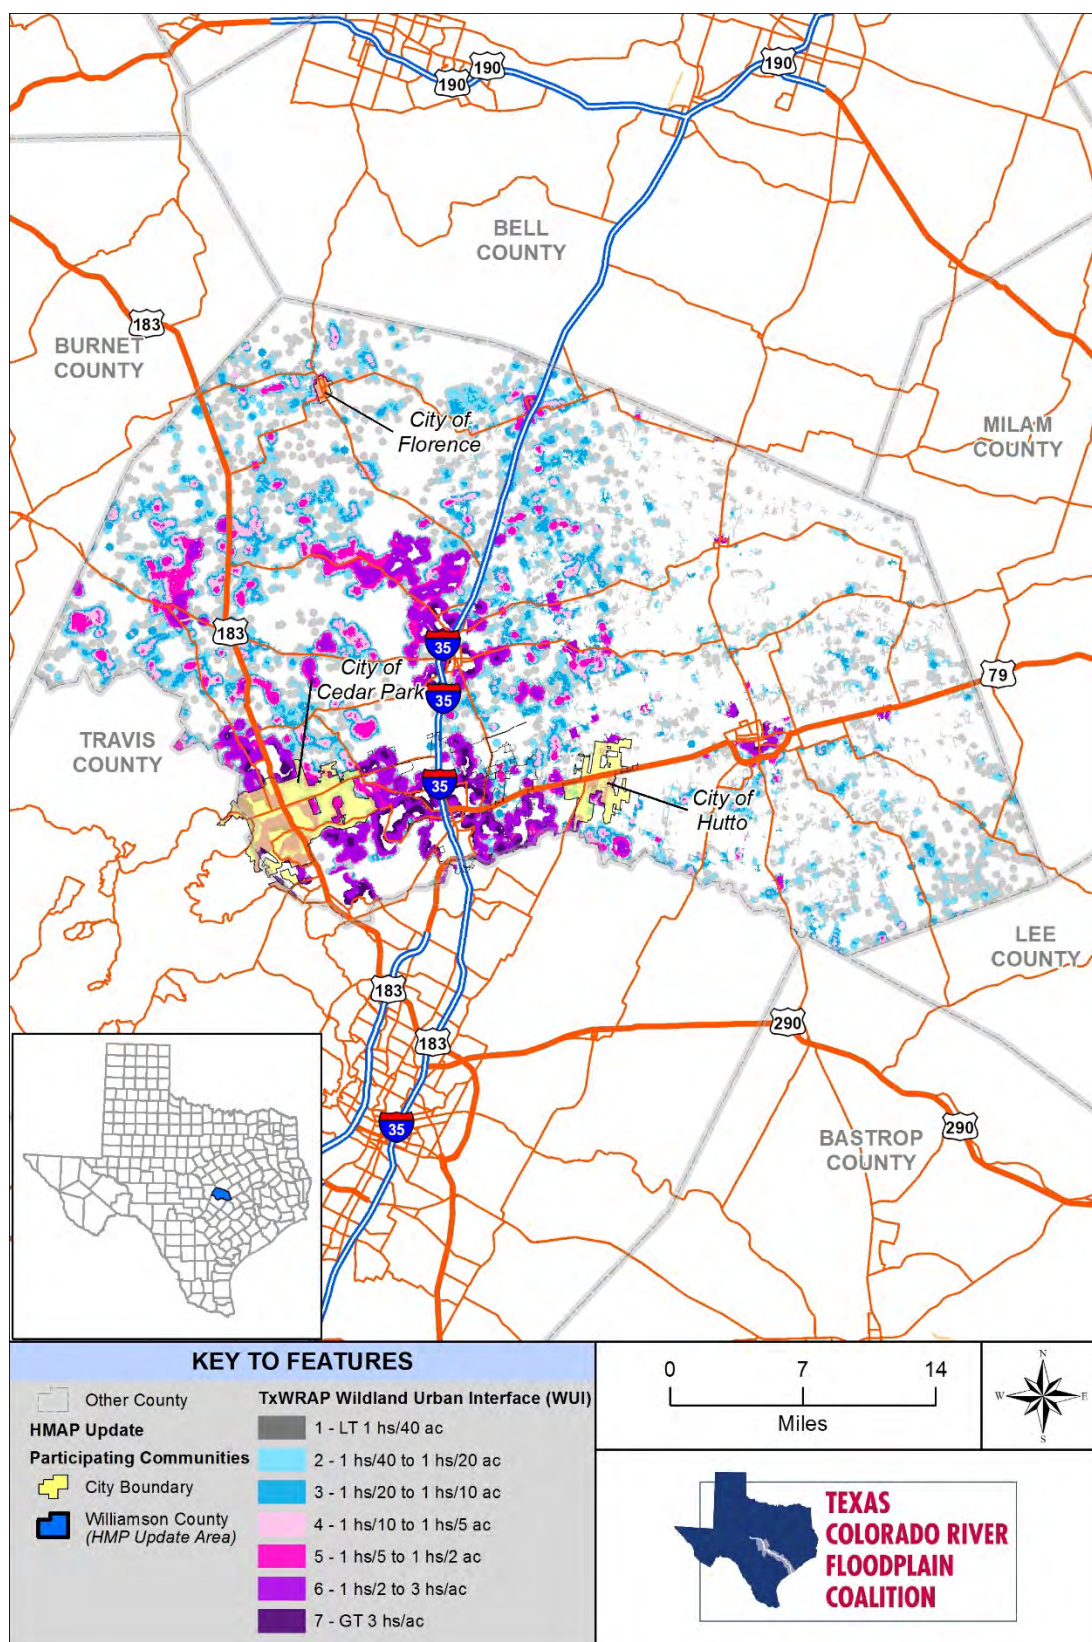 190
190
190
BELL
COUNTY
183
BURNET
COUNTY
City of
Florence
MILAM
COUNTY
183
35
City of
Cedar Park
35
79
TRAVIS
COUNTY
35
City of
Hutto
LEE
COUNTY
183
183
290
35
290
BASTROP
COUNTY
KEY TO FEATURES
Other County
HMAP Update
Participating Communities
City Boundary
Williamson County
(HMP Update Area)
TxWRAP Wildland Urban Interface (WUI)
1 - LT 1 hs/40 ac
2 - 1 hs/40 to 1 hs/20 ac
3 - 1 hs/20 to 1 hs/10 ac
4 - 1 hs/10 to 1 hs/5 ac
5 - 1 hs/5 to 1 hs/2 ac
6 - 1 hs/2 to 3 hs/ac
7 - GT 3 hs/ac
0 7 14
Miles
N
W E
S
TEXAS
COLORADO RIVER
FLOODPLAIN
COALITION